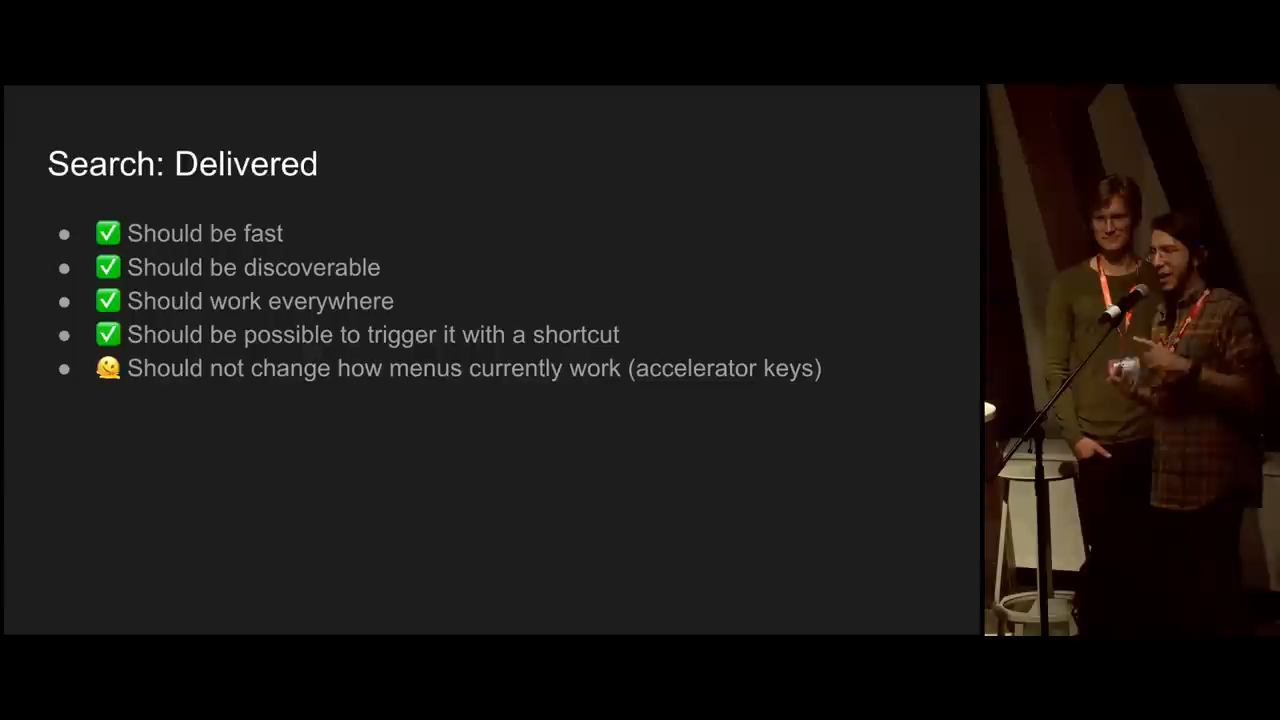 Search: Delivered
● ✅ Should be fast
● ✅ Should be discoverable
● ✅ Should work everywhere
● ✅ Should be possible to trigger it with a shortcut
● 🫠 Should not change how menus currently work (accelerator keys)